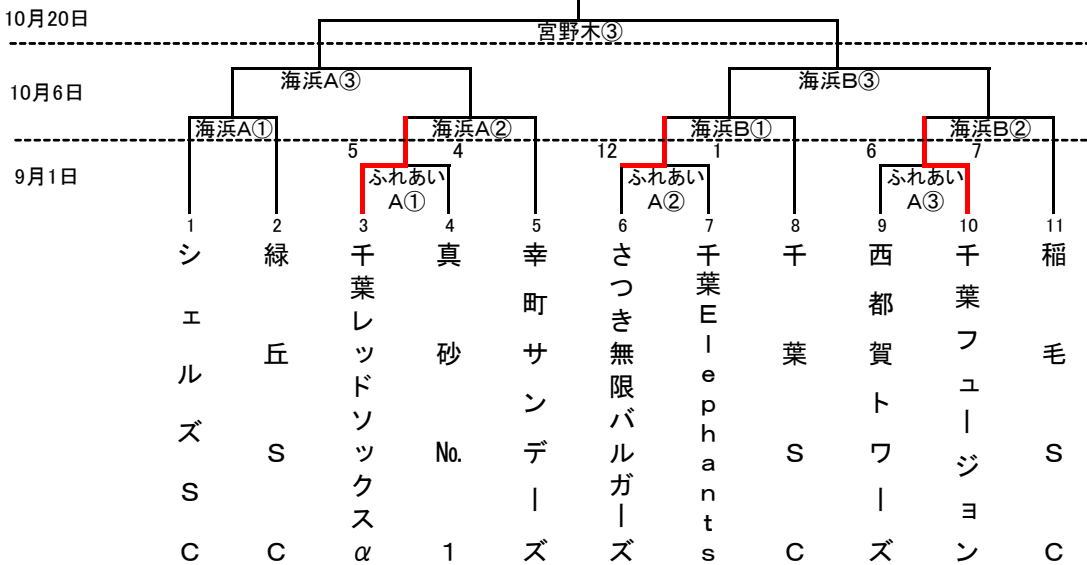 10月20日
宮野木③
10月6日
海浜A③
海浜B③
海浜A①
海浜A②
海浜B①
海浜B②
9月1日
5
4
12
1
6
7
ふれあい
A①
ふれあい
A②
ふれあい
A③
1
2
3
4
5
6
7
8
9
10
11
シェルズSC
緑丘SC
千葉レッドソックスα
真砂№1
幸町サンデーズ
さつき無限バルガーズ
千葉Elephants
千葉SC
西都賀トワーズ
千葉フュージョン
稲毛SC